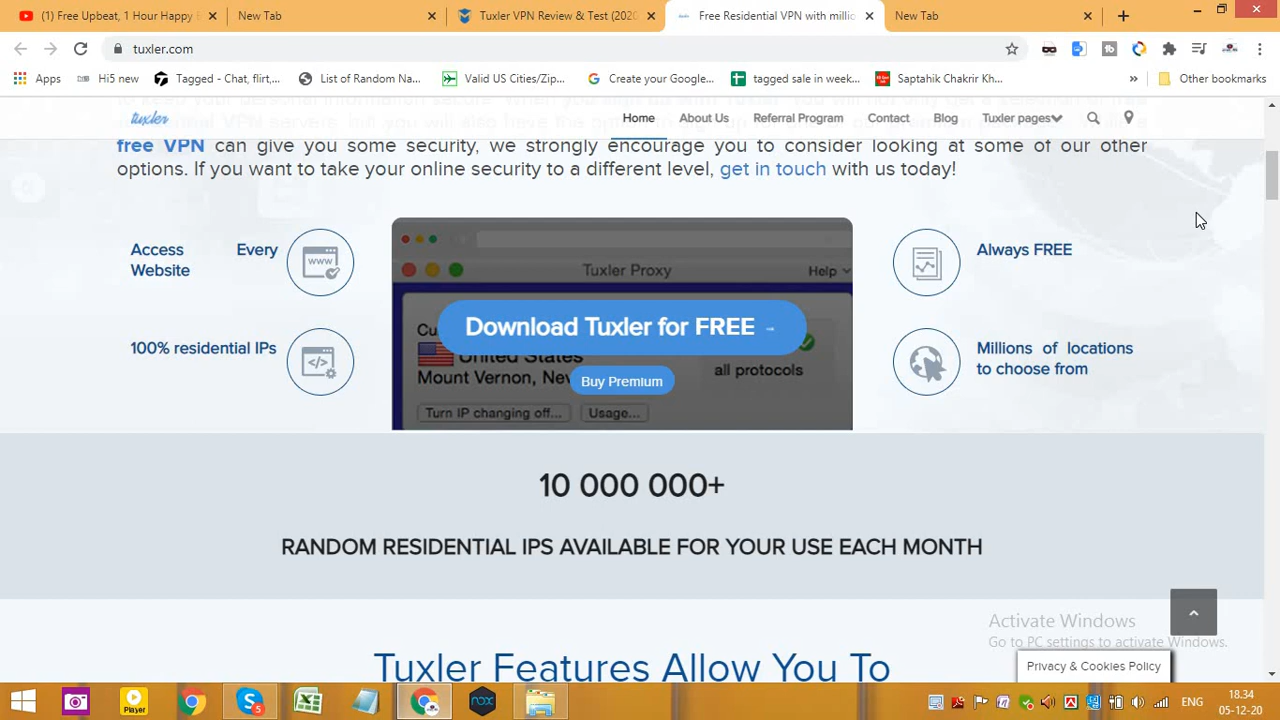 (1) Free Upbeat, 1 Hour Happy B
New Tab
Tuxler VPN Review & Test (2020
Free Residential VPN with millio
New Tab
tuxler.com
Apps
Hi5 new
Tagged - Chat, flirt,...
List of Random Na...
Valid US Cities/Zip...
Create your Google...
tagged sale in week...
Saptahik Chakrir Kh...
Other bookmarks
tuxler
Home
About Us
Referral Program
Contact
Blog
Tuxler pages
free VPN can give you some security, we strongly encourage you to consider looking at some of our other
options. If you want to take your online security to a different level, get in touch with us today!
Access Every
Website
100% residential IPs
Tuxler Proxy
Help
Download Tuxler for FREE →
United States
Mount Vernon, Nev
all protocols
Buy Premium
Turn IP changing off...
Usage...
Always FREE
Millions of locations
to choose from
10 000 000+
RANDOM RESIDENTIAL IPS AVAILABLE FOR YOUR USE EACH MONTH
Tuxler Features Allow You To
Activate Windows
Go to PC settings to activate Windows.
Privacy & Cookies Policy
Player
nox
ENG
18.34
05-12-20